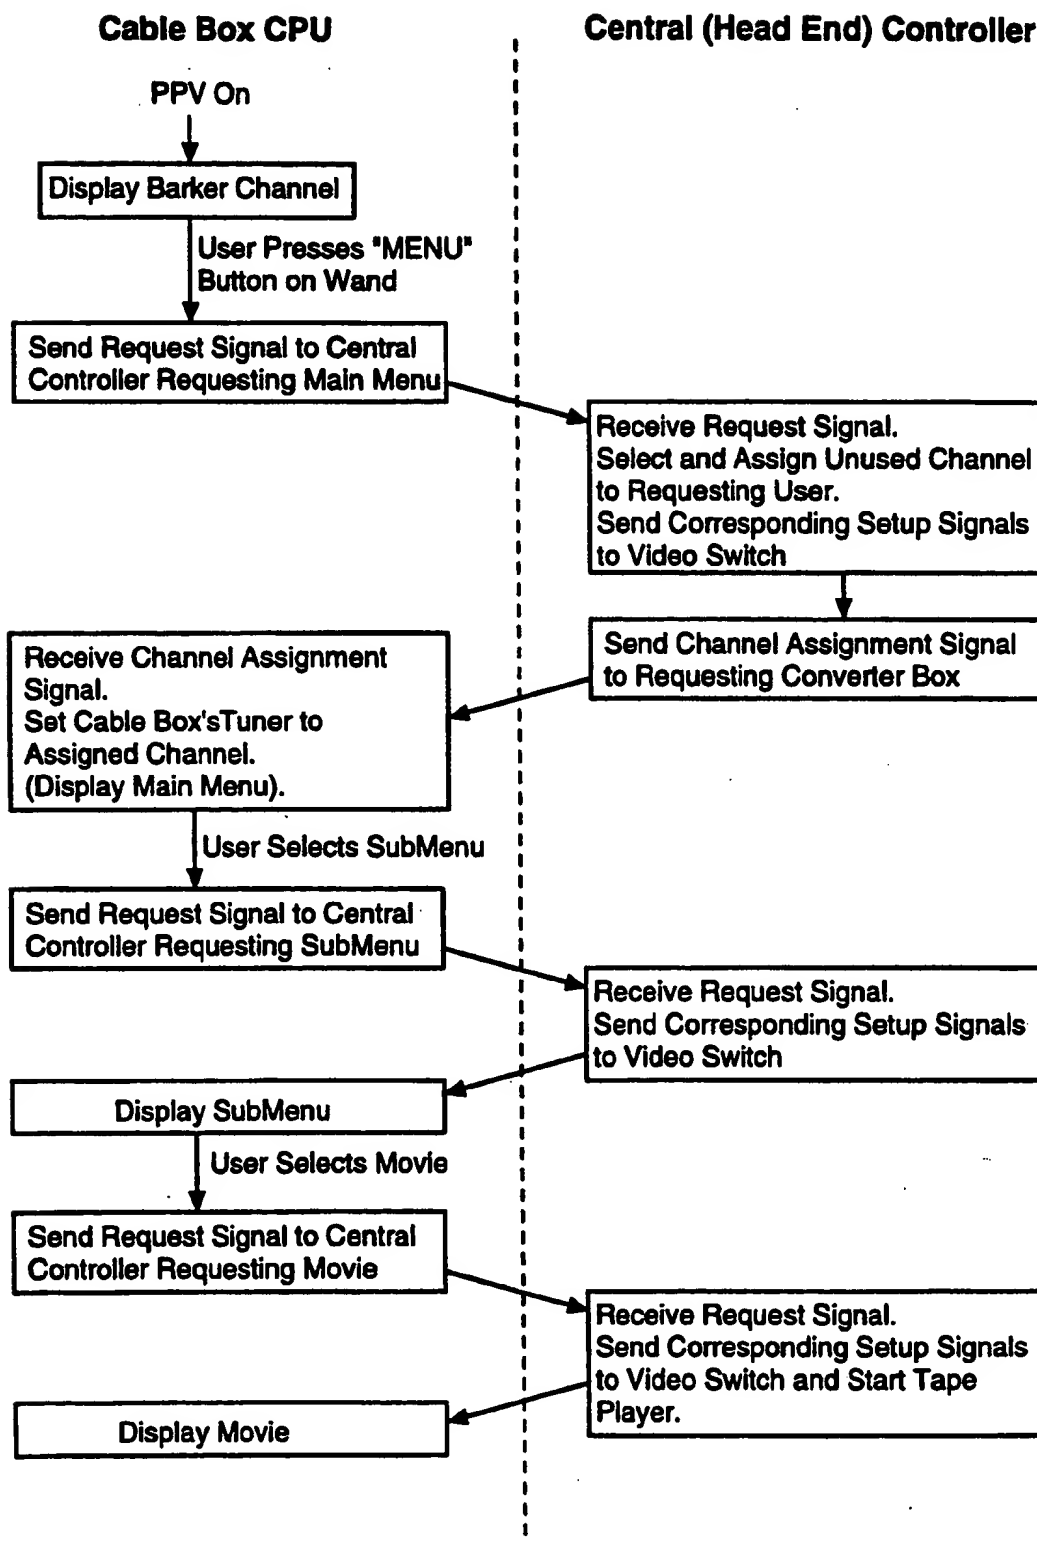 Cable Box CPU
Central (Head End) Controller
PPV On
Display Barker Channel
User Presses "MENU"
Button on Wand
Send Request Signal to Central
Controller Requesting Main Menu
Receive Request Signal.
Select and Assign Unused Channel
to Requesting User.
Send Corresponding Setup Signals
to Video Switch
Send Channel Assignment Signal
to Requesting Converter Box
Receive Channel Assignment
Signal.
Set Cable Box'sTuner to
Assigned Channel.
(Display Main Menu).
User Selects SubMenu
Send Request Signal to Central
Controller Requesting SubMenu
Receive Request Signal.
Send Corresponding Setup Signals
to Video Switch
Display SubMenu
User Selects Movie
Send Request Signal to Central
Controller Requesting Movie
Receive Request Signal.
Send Corresponding Setup Signals
to Video Switch and Start Tape
Player.
Display Movie